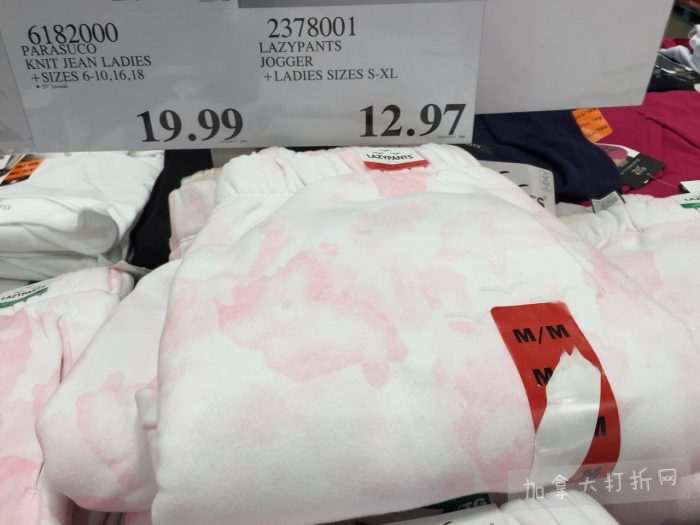 6182000
PARASUCO
KNIT JEAN LADIES
+SIZES 6-10,16,18
19.99
2378001
LAZYPANTS
JOGGER
+LADIES SIZES S-XL
12.97
LAZYPANTS
M/M
M
M
M
加拿大打折网